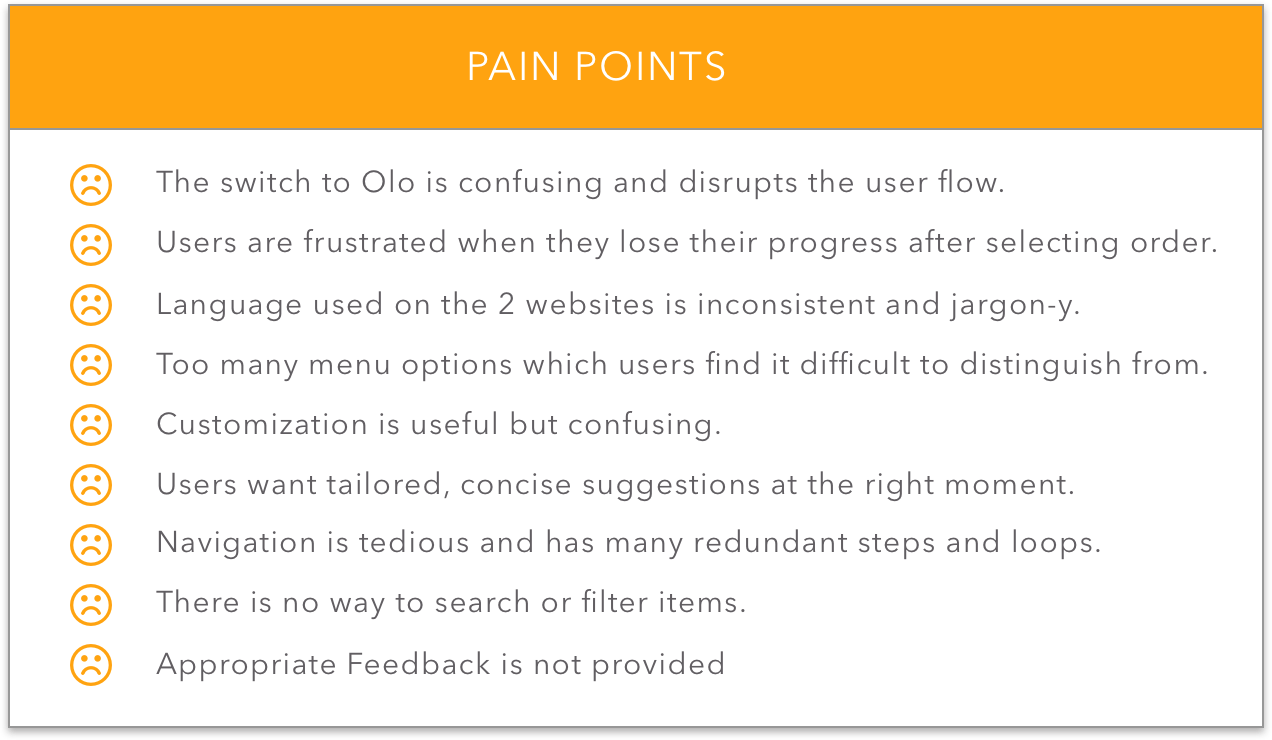 PAIN POINTS
The switch to Olo is confusing and disrupts the user flow.
Users are frustrated when they lose their progress after selecting order.
Language used on the 2 websites is inconsistent and jargon-y.
Too many menu options which users find it difficult to distinguish from.
Customization is useful but confusing.
Users want tailored, concise suggestions at the right moment.
Navigation is tedious and has many redundant steps and loops.
There is no way to search or filter items.
Appropriate Feedback is not provided